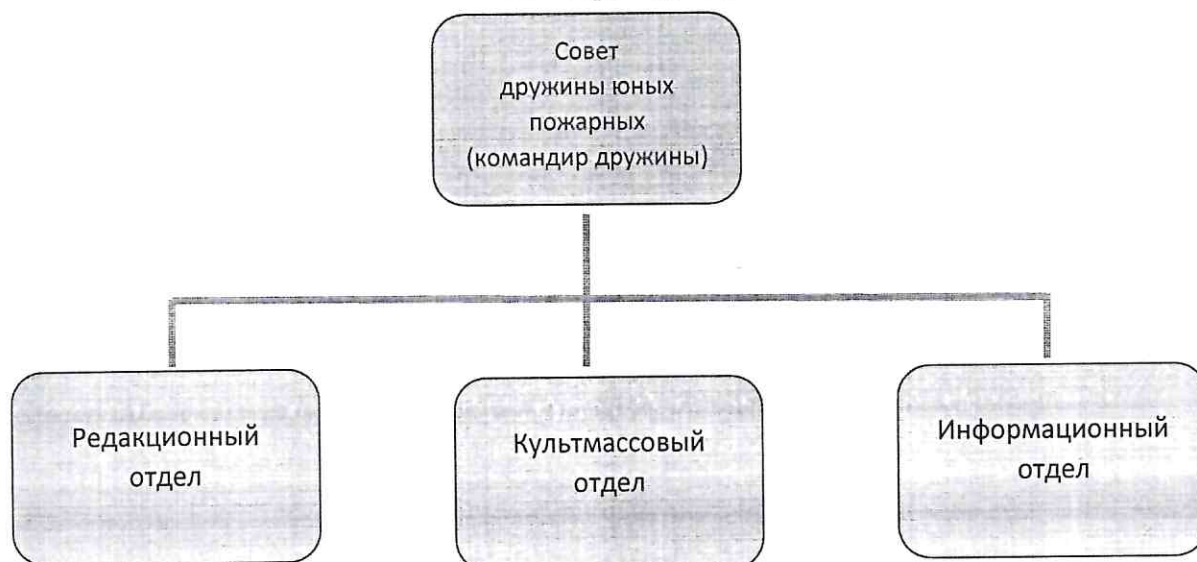 Совет
дружины юных
пожарных
(командир дружины)
Редакционный
отдел
Культмассовый
отдел
Информационный
отдел